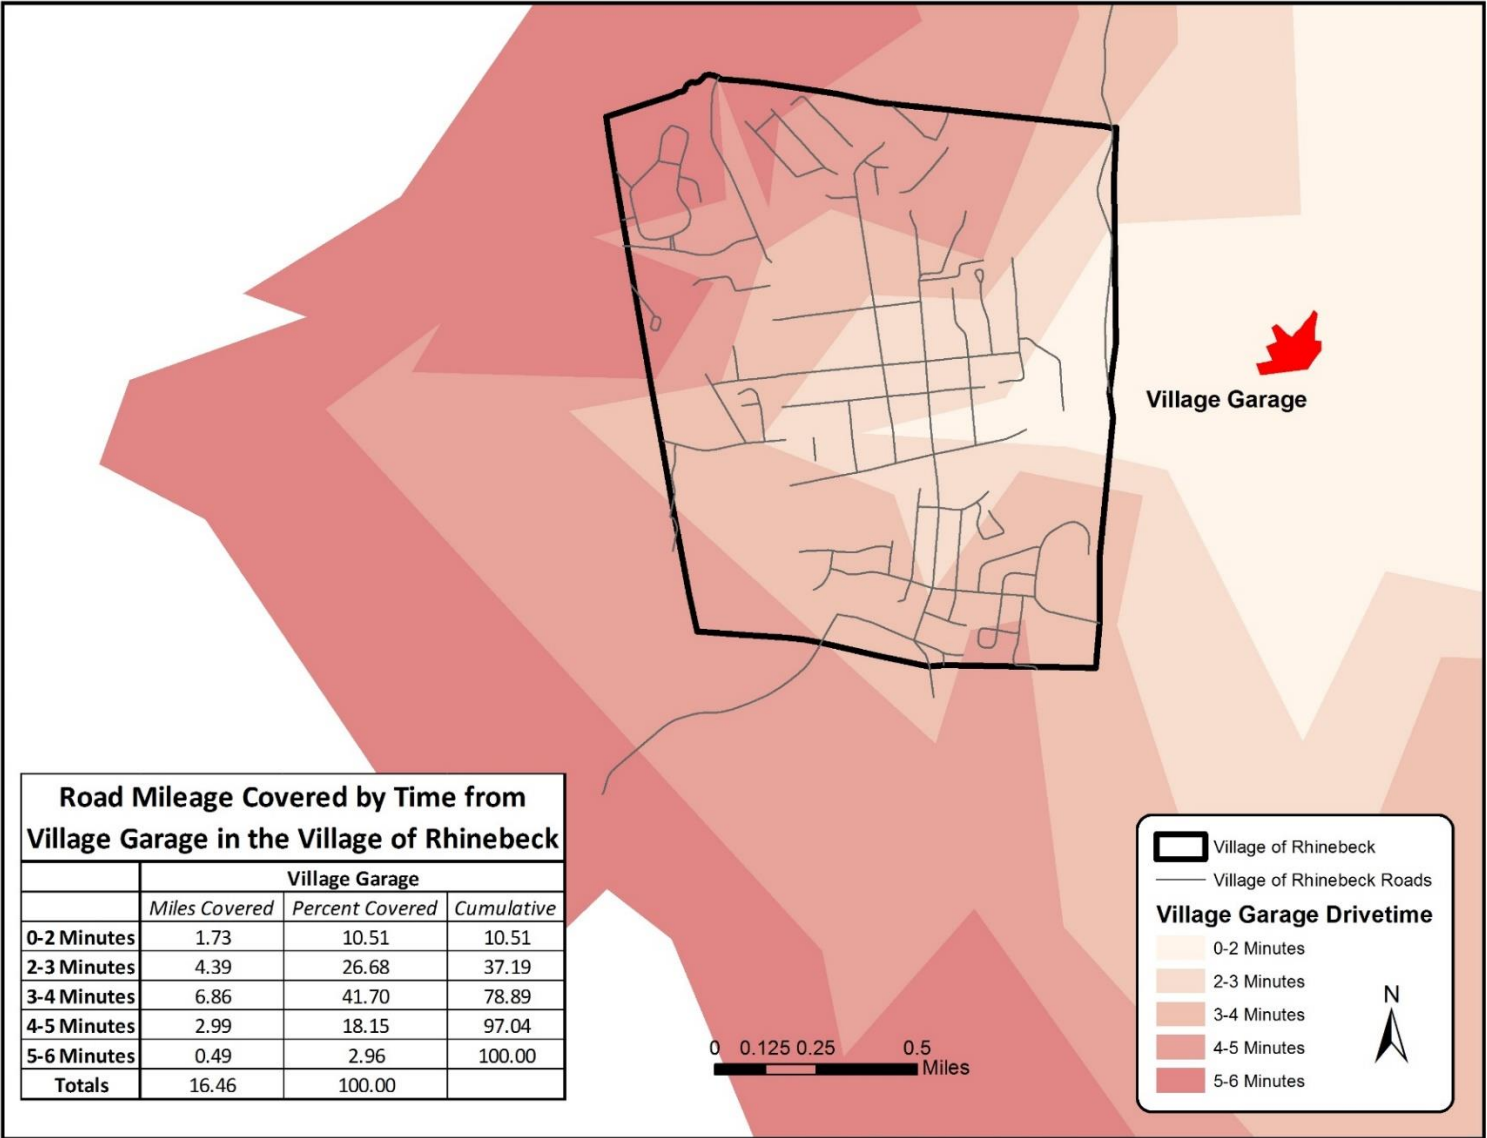 Village Garage
Road Mileage Covered by Time from
Village Garage in the Village of Rhinebeck
Village Garage
Miles Covered Percent Covered Cumulative
0-2 Minutes 1.73 10.51 10.51
2-3 Minutes 4.39 26.68 37.19
3-4 Minutes 6.86 41.70 78.89
4-5 Minutes 2.99 18.15 97.04
5-6 Minutes 0.49 2.96 100.00
Totals 16.46 100.00
0 0.125 0.25 0.5
Miles
Village of Rhinebeck
Village of Rhinebeck Roads
Village Garage Drivetime
0-2 Minutes
2-3 Minutes
3-4 Minutes
4-5 Minutes
5-6 Minutes
N